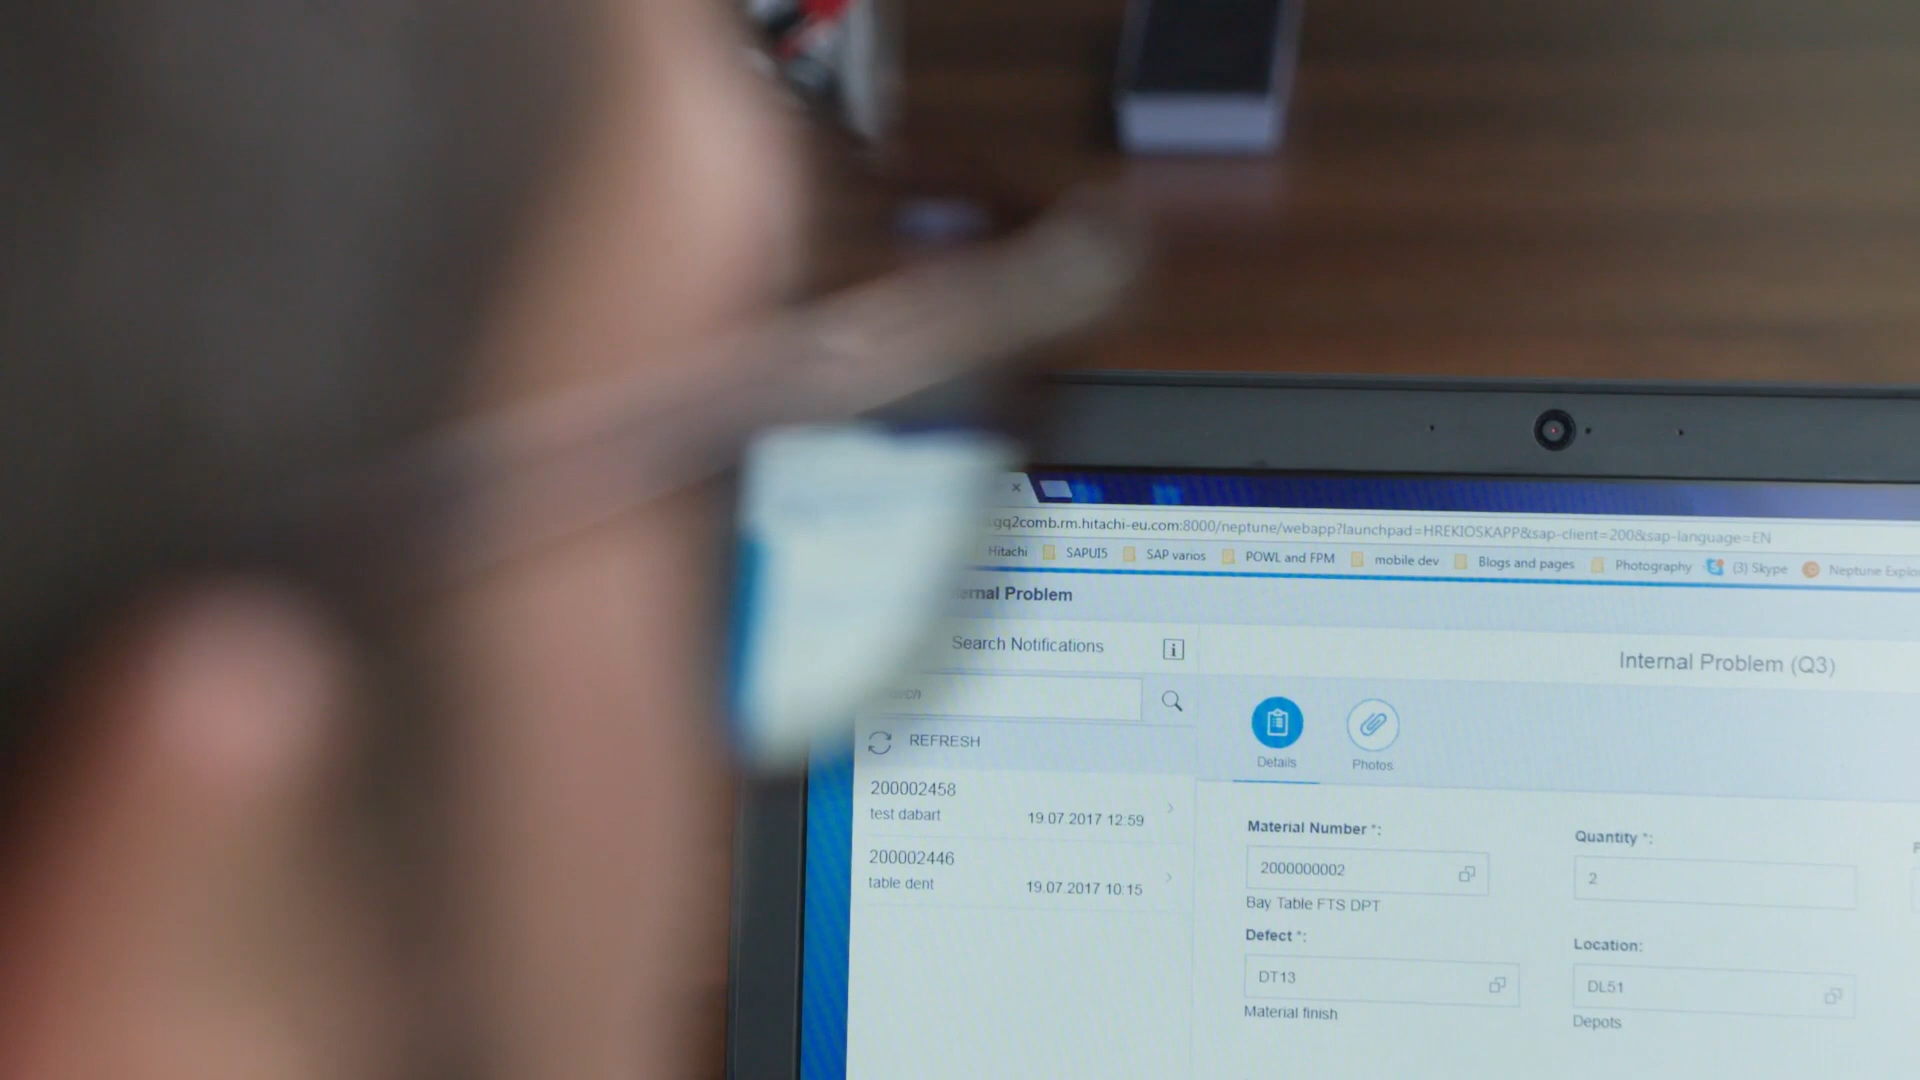 gq2comb.rm.hitachi-eu.com:8000/neptune/webapp?launchpad=HREKIOSKAPP&sap-client=200&sap-language=EN
Hitachi SAPUI5 SAP varios POWL and FPM mobile dev Blogs and pages Photography (3) Skype Neptune Explo
ernal Problem
Search Notifications
Internal Problem (Q3)
REFRESH
Details Photos
200002458
test dabart 19.07.2017 12:59
200002446
table dent 19.07.2017 10:15
Material Number *: Quantity *:
2000000002 2
Bay Table FTS DPT
Defect *: Location:
DT13 DL51
Material finish Depots